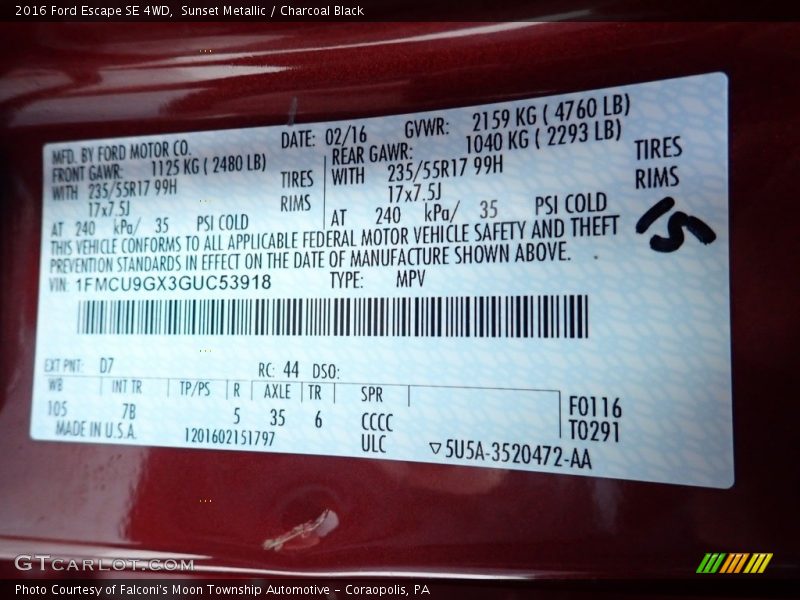 2016 Ford Escape SE 4WD,  Sunset Metallic / Charcoal Black
MFD. BY FORD MOTOR CO. DATE: 02/16 GVWR: 2159 KG ( 4760 LB)
FRONT GAWR: 1125 KG ( 2480 LB) REAR GAWR: 1040 KG ( 2293 LB)
WITH 235/55R17 99H TIRES WITH 235/55R17 99H TIRES
17x7.5J RIMS 17x7.5J RIMS
AT 240 kPa/ 35 PSI COLD AT 240 kPa/ 35 PSI COLD
15
THIS VEHICLE CONFORMS TO ALL APPLICABLE FEDERAL MOTOR VEHICLE SAFETY AND THEFT
PREVENTION STANDARDS IN EFFECT ON THE DATE OF MANUFACTURE SHOWN ABOVE.
VIN: 1FMCU9GX3GUC53918 TYPE: MPV
EXT PNT: D7 RC: 44 DSO:
WB INT TR TP/PS R AXLE TR SPR
105 7B 5 35 6 CCCC F0116
MADE IN U.S.A. 1201602151797 ULC T0291
▽5U5A-3520472-AA
GTCARLOT.COM
Photo Courtesy of Falconi's Moon Township Automotive – Coraopolis, PA